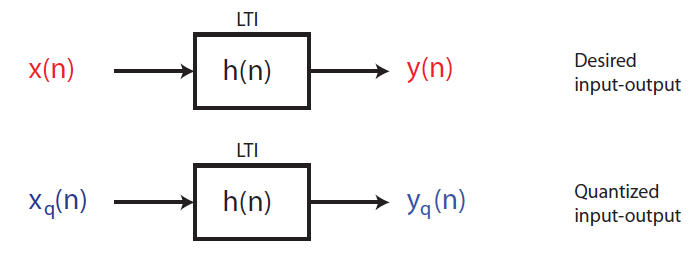 LTI
x(n) h(n) y(n) Desired
input-output
LTI
xq(n) h(n) yq(n) Quantized
input-output